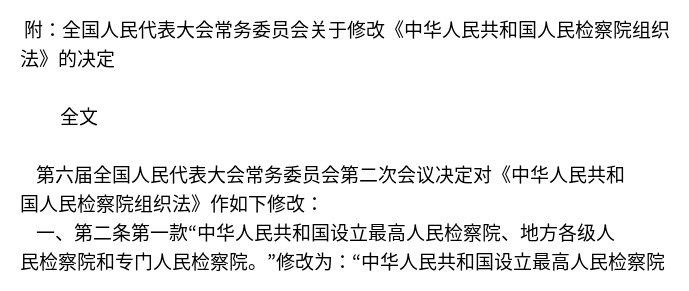 附：全国人民代表大会常务委员会关于修改《中华人民共和国人民检察院组织
法》的决定
全文
第六届全国人民代表大会常务委员会第二次会议决定对《中华人民共和
国人民检察院组织法》作如下修改：
一、第二条第一款“中华人民共和国设立最高人民检察院、地方各级人
民检察院和专门人民检察院。”修改为：“中华人民共和国设立最高人民检察院